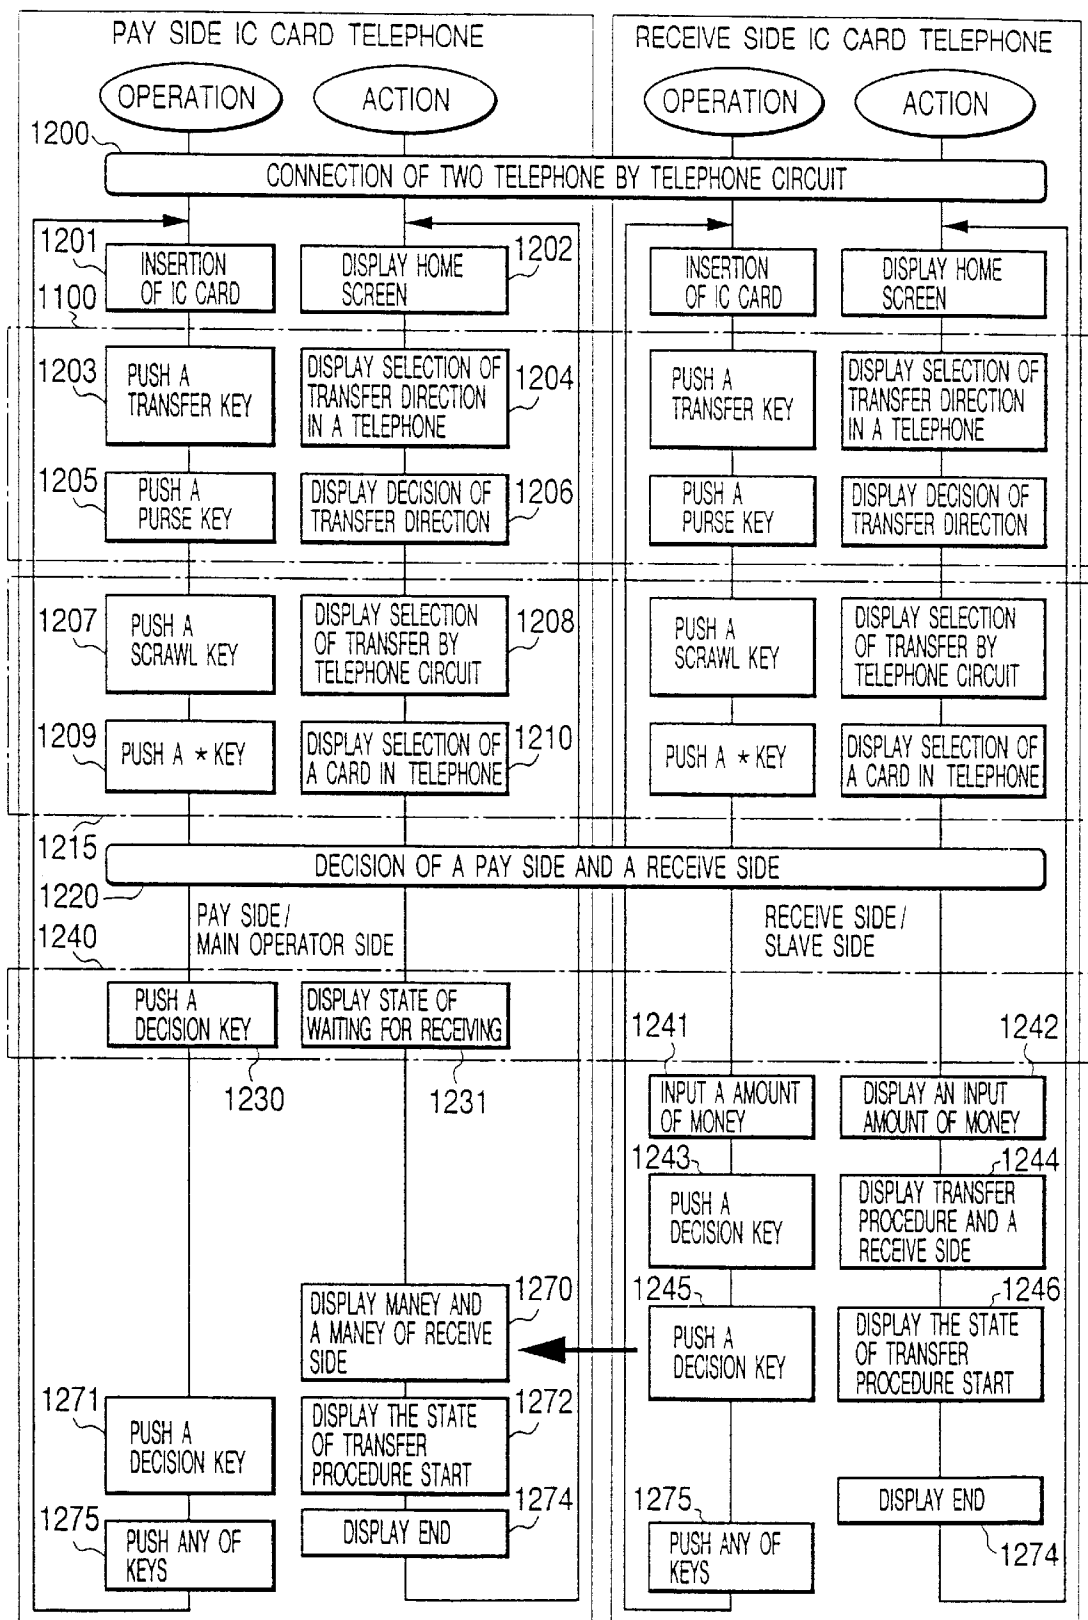 PAY SIDE IC CARD TELEPHONE
RECEIVE SIDE IC CARD TELEPHONE
OPERATION
ACTION
OPERATION
ACTION
1200
CONNECTION OF TWO TELEPHONE BY TELEPHONE CIRCUIT
1201
INSERTION
OF IC CARD
DISPLAY HOME
SCREEN
1202
INSERTION
OF IC CARD
DISPLAY HOME
SCREEN
1100
1203
PUSH A
TRANSFER KEY
DISPLAY SELECTION OF
TRANSFER DIRECTION
IN A TELEPHONE
1204
PUSH A
TRANSFER KEY
DISPLAY SELECTION OF
TRANSFER DIRECTION
IN A TELEPHONE
1205
PUSH A
PURSE KEY
DISPLAY DECISION OF
TRANSFER DIRECTION
1206
PUSH A
PURSE KEY
DISPLAY DECISION OF
TRANSFER DIRECTION
1207
PUSH A
SCRAWL KEY
DISPLAY SELECTION
OF TRANSFER BY
TELEPHONE CIRCUIT
1208
PUSH A
SCRAWL KEY
DISPLAY SELECTION
OF TRANSFER BY
TELEPHONE CIRCUIT
1209
PUSH A * KEY
DISPLAY SELECTION OF
A CARD IN TELEPHONE
1210
PUSH A * KEY
DISPLAY SELECTION OF
A CARD IN TELEPHONE
1215
DECISION OF A PAY SIDE AND A RECEIVE SIDE
1220
PAY SIDE/
MAIN OPERATOR SIDE
RECEIVE SIDE/
SLAVE SIDE
1240
PUSH A
DECISION KEY
DISPLAY STATE OF
WAITING FOR RECEIVING
1230
1231
1241
1242
INPUT A AMOUNT
OF MONEY
DISPLAY AN INPUT
AMOUNT OF MONEY
1243
1244
PUSH A
DECISION KEY
DISPLAY TRANSFER
PROCEDURE AND A
RECEIVE SIDE
1270
DISPLAY MANEY AND
A MANEY OF RECEIVE
SIDE
1245
1246
PUSH A
DECISION KEY
DISPLAY THE STATE
OF TRANSFER
PROCEDURE START
1271
PUSH A
DECISION KEY
DISPLAY THE STATE
OF TRANSFER
PROCEDURE START
1272
1275
PUSH ANY OF
KEYS
DISPLAY END
1274
1275
PUSH ANY OF
KEYS
DISPLAY END
1274